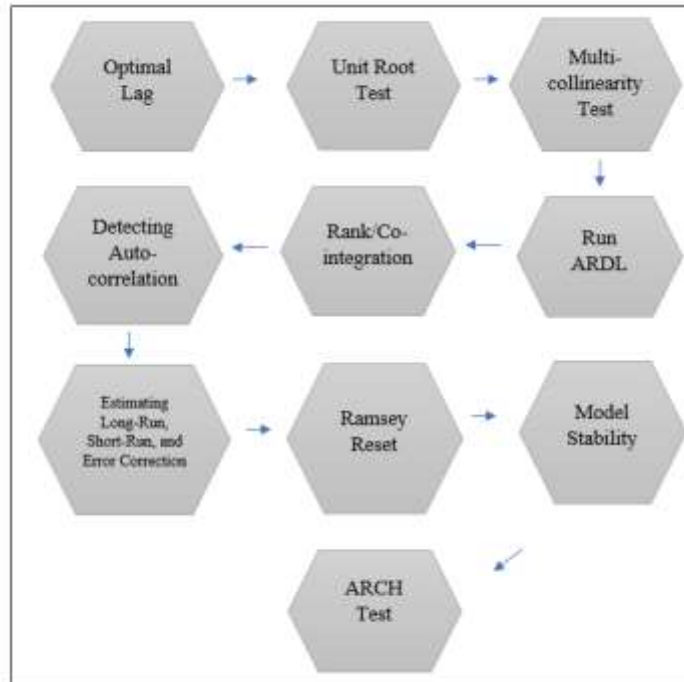 Optimal
Lag
Unit Root
Test
Multi-
collinearity
Test
Detecting
Auto-
correlation
Rank/Co-
integration
Run
ARDL
Estimating
Long-Run,
Short-Run, and
Error Correction
Ramsey
Reset
Model
Stability
ARCH
Test